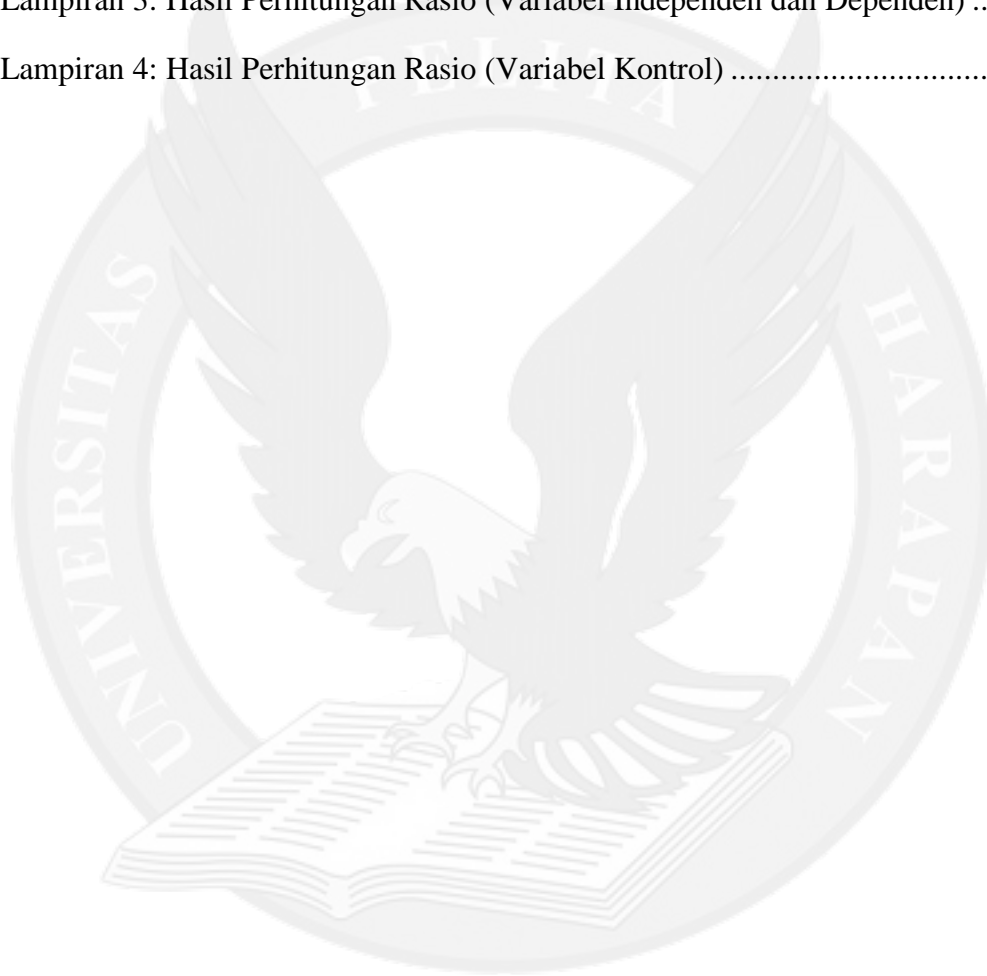 Lampiran 3: Hasil Perhitungan Rasio (Variabel Independen dan Dependen) ..
Lampiran 4: Hasil Perhitungan Rasio (Variabel Kontrol) ...............................
UNIVERSITAS PELITA HARAPAN